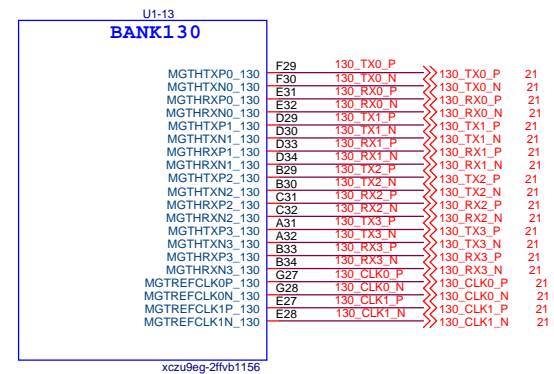 U1-13
BANK130
MGTHTXP0_130 F29 130_TX0_P 130_TX0_P 21
MGTHTXN0_130 F30 130_TX0_N 130_TX0_N 21
MGTHRXP0_130 E31 130_RX0_P 130_RX0_P 21
MGTHRXN0_130 E32 130_RX0_N 130_RX0_N 21
MGTHTXP1_130 D29 130_TX1_P 130_TX1_P 21
MGTHTXN1_130 D30 130_TX1_N 130_TX1_N 21
MGTHRXP1_130 D33 130_RX1_P 130_RX1_P 21
MGTHRXN1_130 D34 130_RX1_N 130_RX1_N 21
MGTHTXP2_130 B29 130_TX2_P 130_TX2_P 21
MGTHTXN2_130 B30 130_TX2_N 130_TX2_N 21
MGTHRXP2_130 C31 130_RX2_P 130_RX2_P 21
MGTHRXN2_130 C32 130_RX2_N 130_RX2_N 21
MGTHTXP3_130 A31 130_TX3_P 130_TX3_P 21
MGTHTXN3_130 A32 130_TX3_N 130_TX3_N 21
MGTHRXP3_130 B33 130_RX3_P 130_RX3_P 21
MGTHRXN3_130 B34 130_RX3_N 130_RX3_N 21
MGTREFCLK0P_130 G27 130_CLK0_P 130_CLK0_P 21
MGTREFCLK0N_130 G28 130_CLK0_N 130_CLK0_N 21
MGTREFCLK1P_130 E27 130_CLK1_P 130_CLK1_P 21
MGTREFCLK1N_130 E28 130_CLK1_N 130_CLK1_N 21
xczu9eg-2ffvb1156